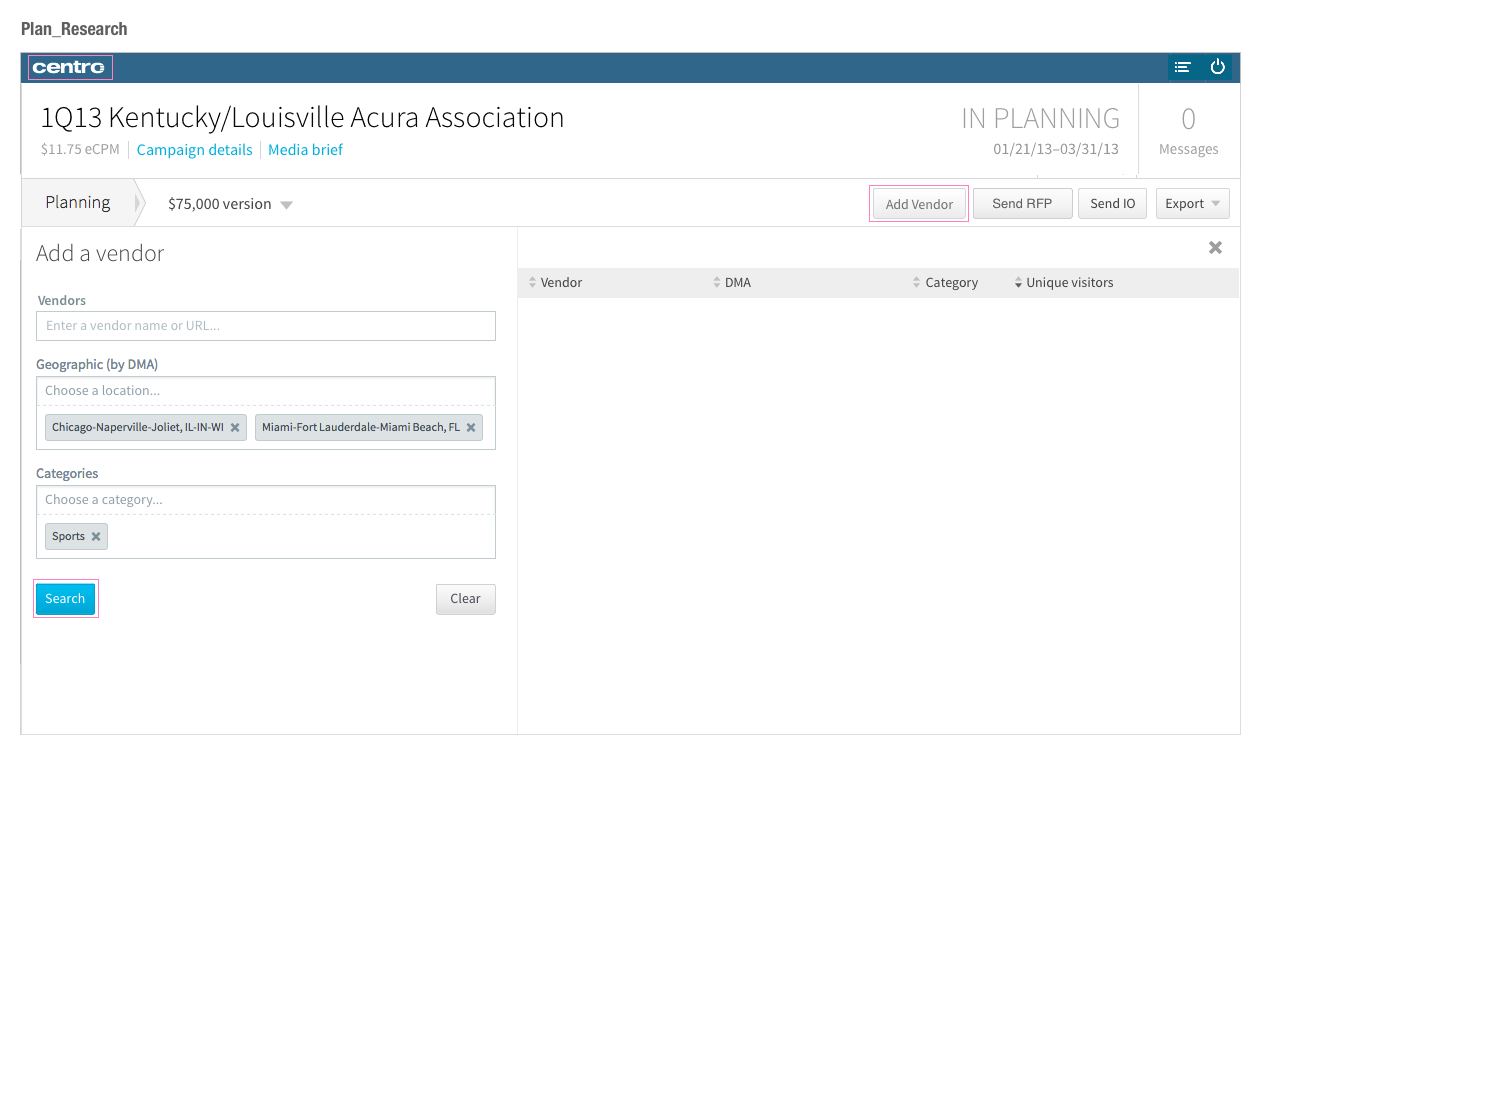 Plan_Research
centro
1Q13 Kentucky/Louisville Acura Association
IN PLANNING
0
$11.75 eCPM Campaign details Media brief
01/21/13–03/31/13
Messages
Planning
$75,000 version
Add Vendor
Send RFP
Send IO
Export
Add a vendor
Vendors
Enter a vendor name or URL...
Geographic (by DMA)
Choose a location...
Chicago-Naperville-Joliet, IL-IN-WI
Miami-Fort Lauderdale-Miami Beach, FL
Categories
Choose a category...
Sports
Search
Clear
Vendor
DMA
Category
Unique visitors